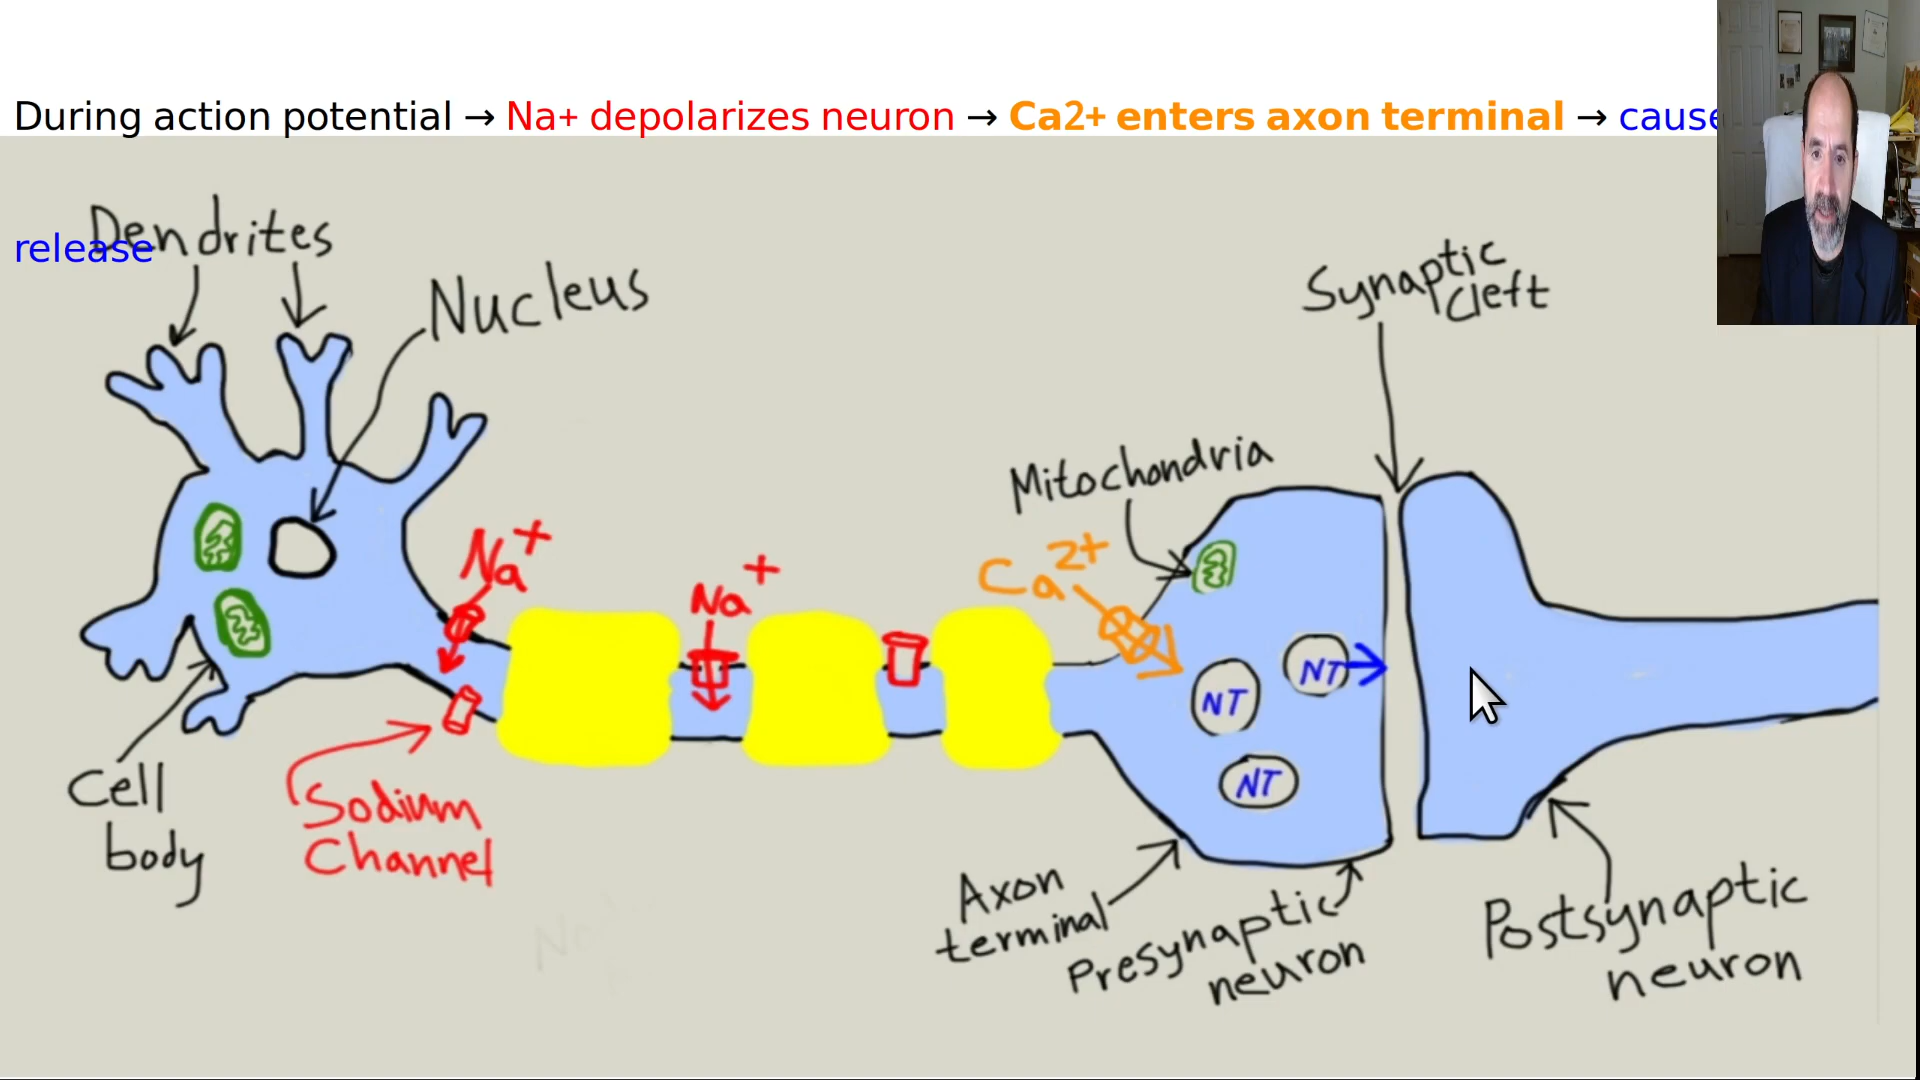 During action potential → Na+ depolarizes neuron → Ca2+ enters axon terminal →
release
Dendrites
Nucleus
Synaptic
Cleft
Mitochondria
Na+
Na+
Ca2+
NT
NT
NT
Cell
body
Sodium
Channel
Axon
terminal
Presynaptic
neuron
Postsynaptic
neuron